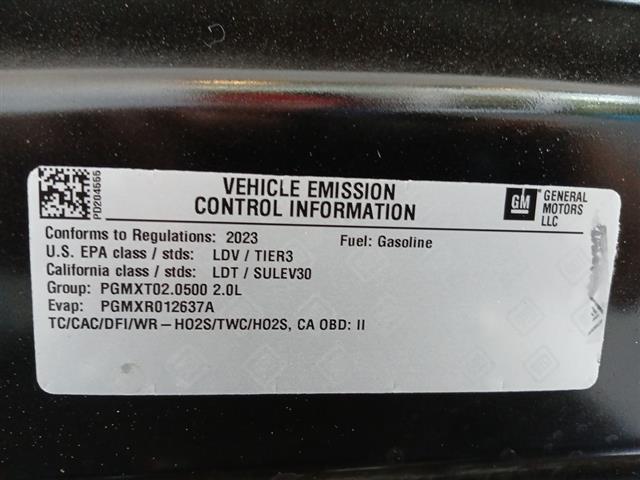 VEHICLE EMISSION
CONTROL INFORMATION
PD204555
GM
GENERAL
MOTORS
LLC
Conforms to Regulations: 2023 Fuel: Gasoline
U.S. EPA class / stds: LDV / TIER3
California class / stds: LDT / SULEV30
Group: PGMXT02.0500 2.0L
Evap: PGMXR012637A
TC/CAC/DFI/WR-HO2S/TWC/HO2S, CA OBD: II